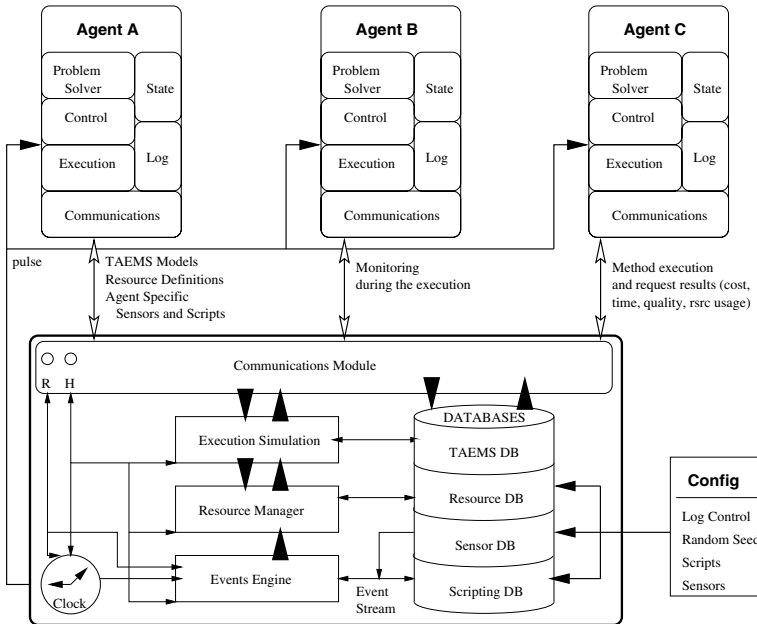 Agent A
Problem
Solver
State
Control
Execution
Log
Communications
Agent B
Problem
Solver
State
Control
Execution
Log
Communications
Agent C
Problem
Solver
State
Control
Execution
Log
Communications
pulse
TAEMS Models
Resource Definitions
Agent Specific
Sensors and Scripts
Monitoring
during the execution
Method execution
and request results (cost,
time, quality, rsrc usage)
Communications Module
R
H
Execution Simulation
Resource Manager
Events Engine
Clock
Event
Stream
DATABASES
TAEMS DB
Resource DB
Sensor DB
Scripting DB
Config
Log Control
Random Seed
Scripts
Sensors